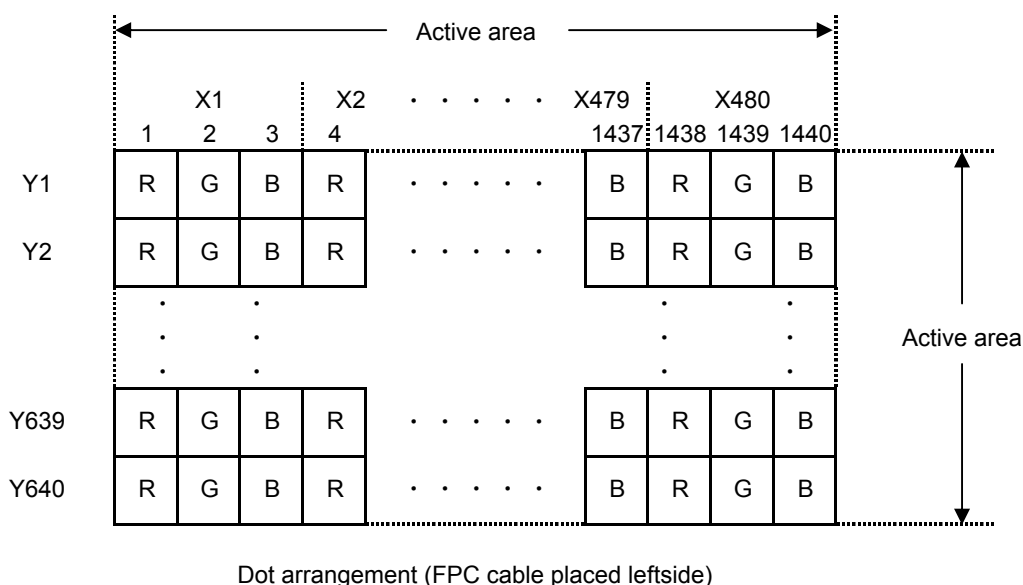 Active area
X1 X2 · · · · · X479 X480
1 2 3 4 1437 1438 1439 1440
Y1 R G B R · · · · · B R G B
Y2 R G B R · · · · · B R G B
Active area
Y639 R G B R · · · · · B R G B
Y640 R G B R · · · · · B R G B
Dot arrangement (FPC cable placed leftside)